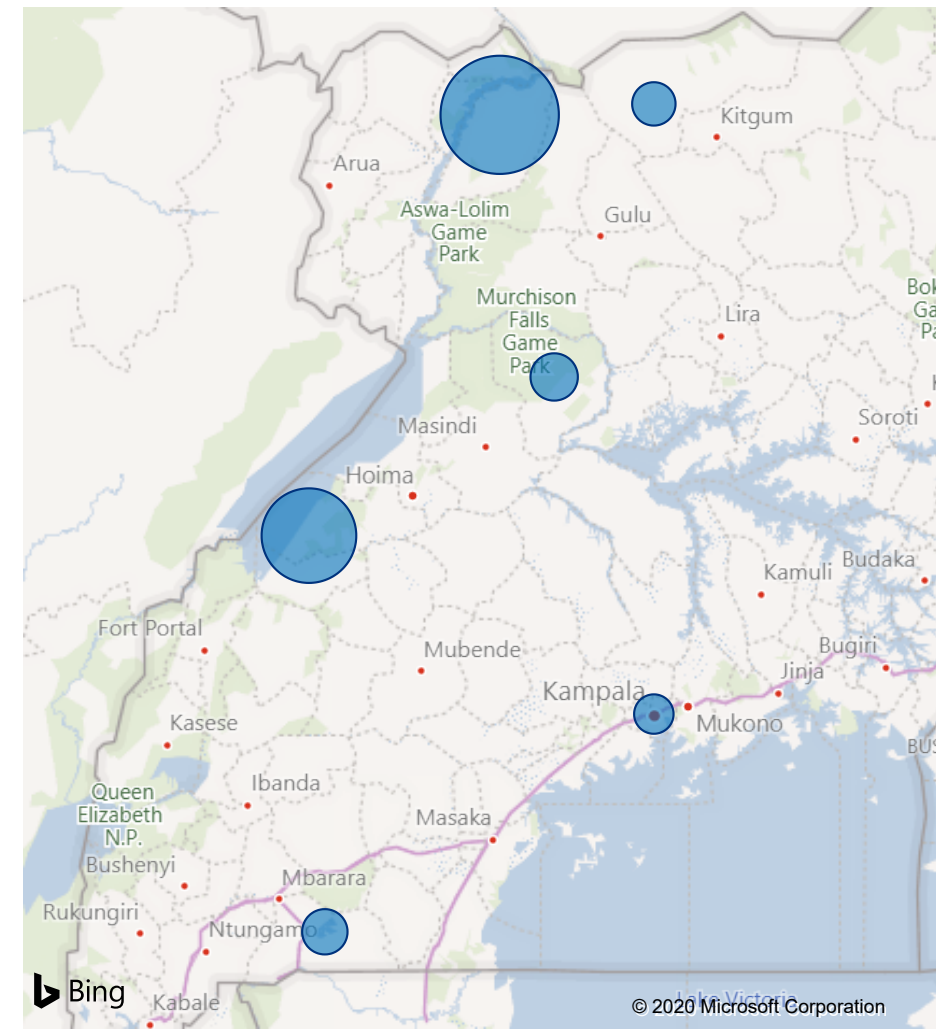 Kitgum
Arua
Aswa-Lolim
Game
Park
Gulu
Murchison
Falls
Game
Park
Bok
Ga
Pa
Lira
Masindi
Soroti
Hoima
Budaka
Kamuli
Fort Portal
Mubende
Bugiri
Jinja
Kampala
Mukono
Kasese
BUS
Queen
Elizabeth
N.P.
Ibanda
Masaka
Bushenyi
Mbarara
Rukungiri
Ntungamo
Bing
Kabale
Lake Victoria
© 2020 Microsoft Corporation